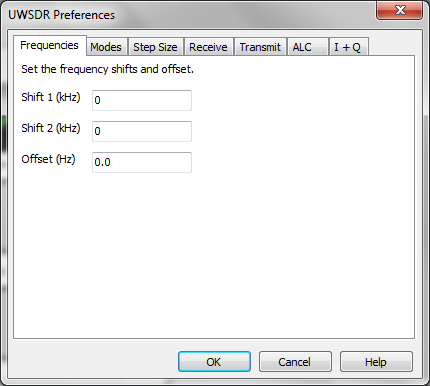 UWSDR Preferences
Frequencies Modes Step Size Receive Transmit ALC I + Q
Set the frequency shifts and offset.
Shift 1 (kHz) 0
Shift 2 (kHz) 0
Offset (Hz) 0.0
OK Cancel Help